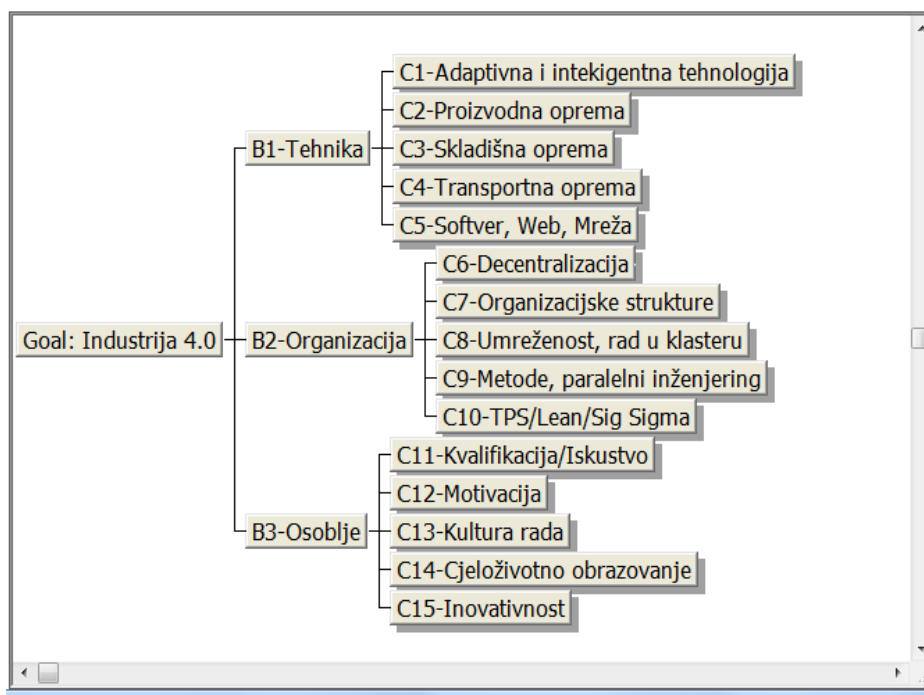 C1-Adaptivna i intekigentna tehnologija
C2-Proizvodna oprema
B1-Tehnika
C3-Skladišna oprema
C4-Transportna oprema
C5-Softver, Web, Mreža
C6-Decentralizacija
C7-Organizacijske strukture
Goal: Industrija 4.0
B2-Organizacija
C8-Umreženost, rad u klasteru
C9-Metode, paralelni inženjering
C10-TPS/Lean/Sig Sigma
C11-Kvalifikacija/Iskustvo
C12-Motivacija
B3-Osoblje
C13-Kultura rada
C14-Cjeloživotno obrazovanje
C15-Inovativnost